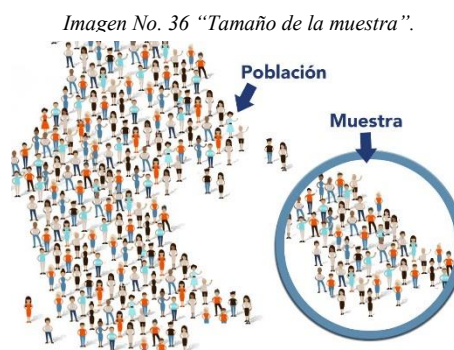 Imagen No. 36 “Tamaño de la muestra”.
Población
Muestra